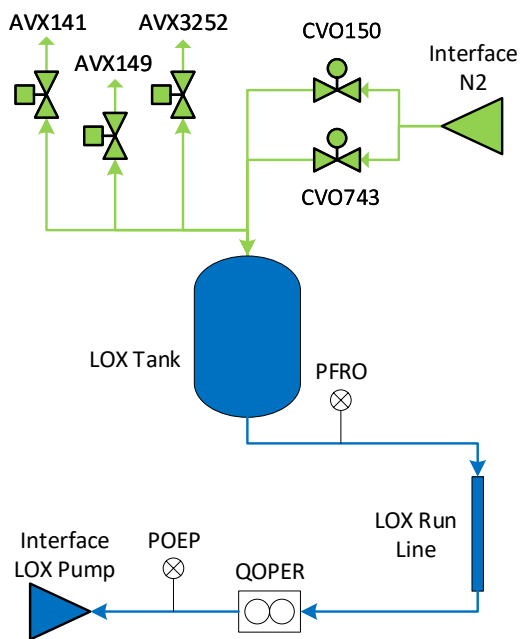 AVX141
AVX149
AVX3252
CVO150
Interface
N2
CVO743
LOX Tank
PFRO
LOX Run
Line
Interface
LOX Pump
POEP
QOPER